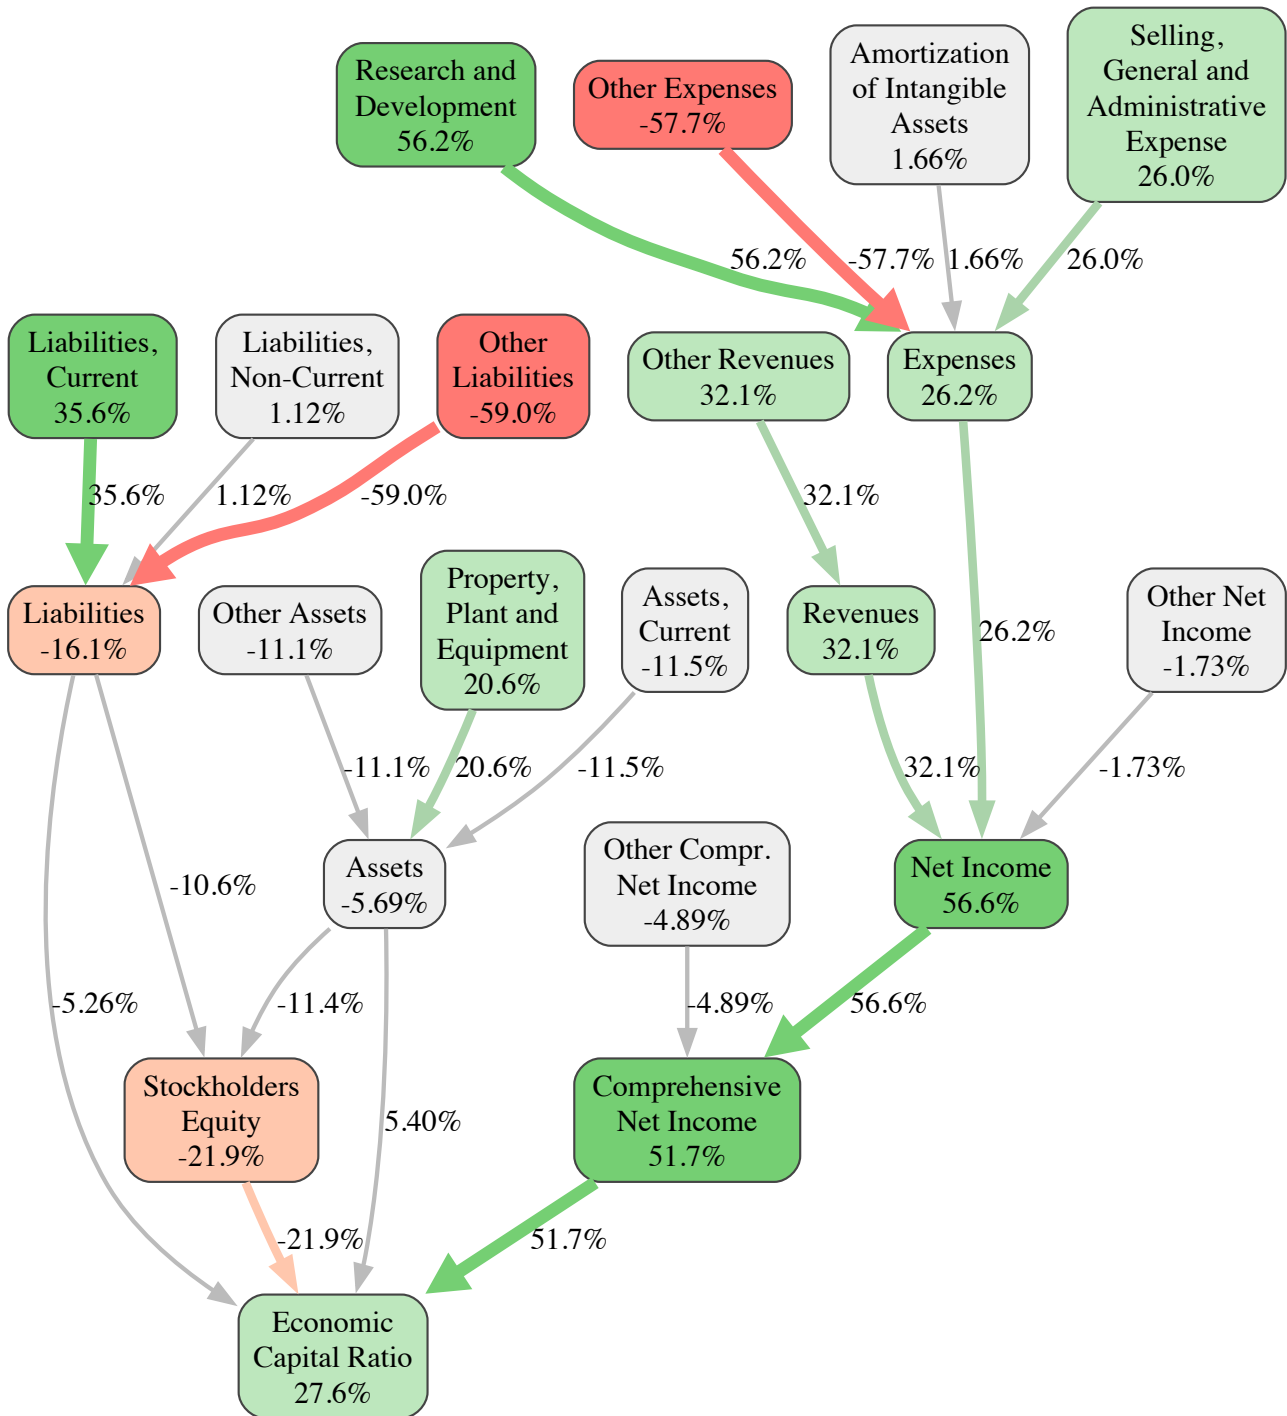 Research and
Development
56.2%
Other Expenses
-57.7%
Amortization
of Intangible
Assets
1.66%
Selling,
General and
Administrative
Expense
26.0%
56.2%
-57.7%
1.66%
26.0%
Liabilities,
Current
35.6%
Liabilities,
Non-Current
1.12%
Other
Liabilities
-59.0%
Other Revenues
32.1%
Expenses
26.2%
35.6%
1.12%
-59.0%
32.1%
Liabilities
-16.1%
Other Assets
-11.1%
Property,
Plant and
Equipment
20.6%
Assets,
Current
-11.5%
Revenues
32.1%
26.2%
Other Net
Income
-1.73%
-11.1%
20.6%
-11.5%
32.1%
-1.73%
-10.6%
Assets
-5.69%
Other Compr.
Net Income
-4.89%
Net Income
56.6%
-5.26%
-11.4%
-4.89%
56.6%
Stockholders
Equity
-21.9%
5.40%
Comprehensive
Net Income
51.7%
-21.9%
51.7%
Economic
Capital Ratio
27.6%